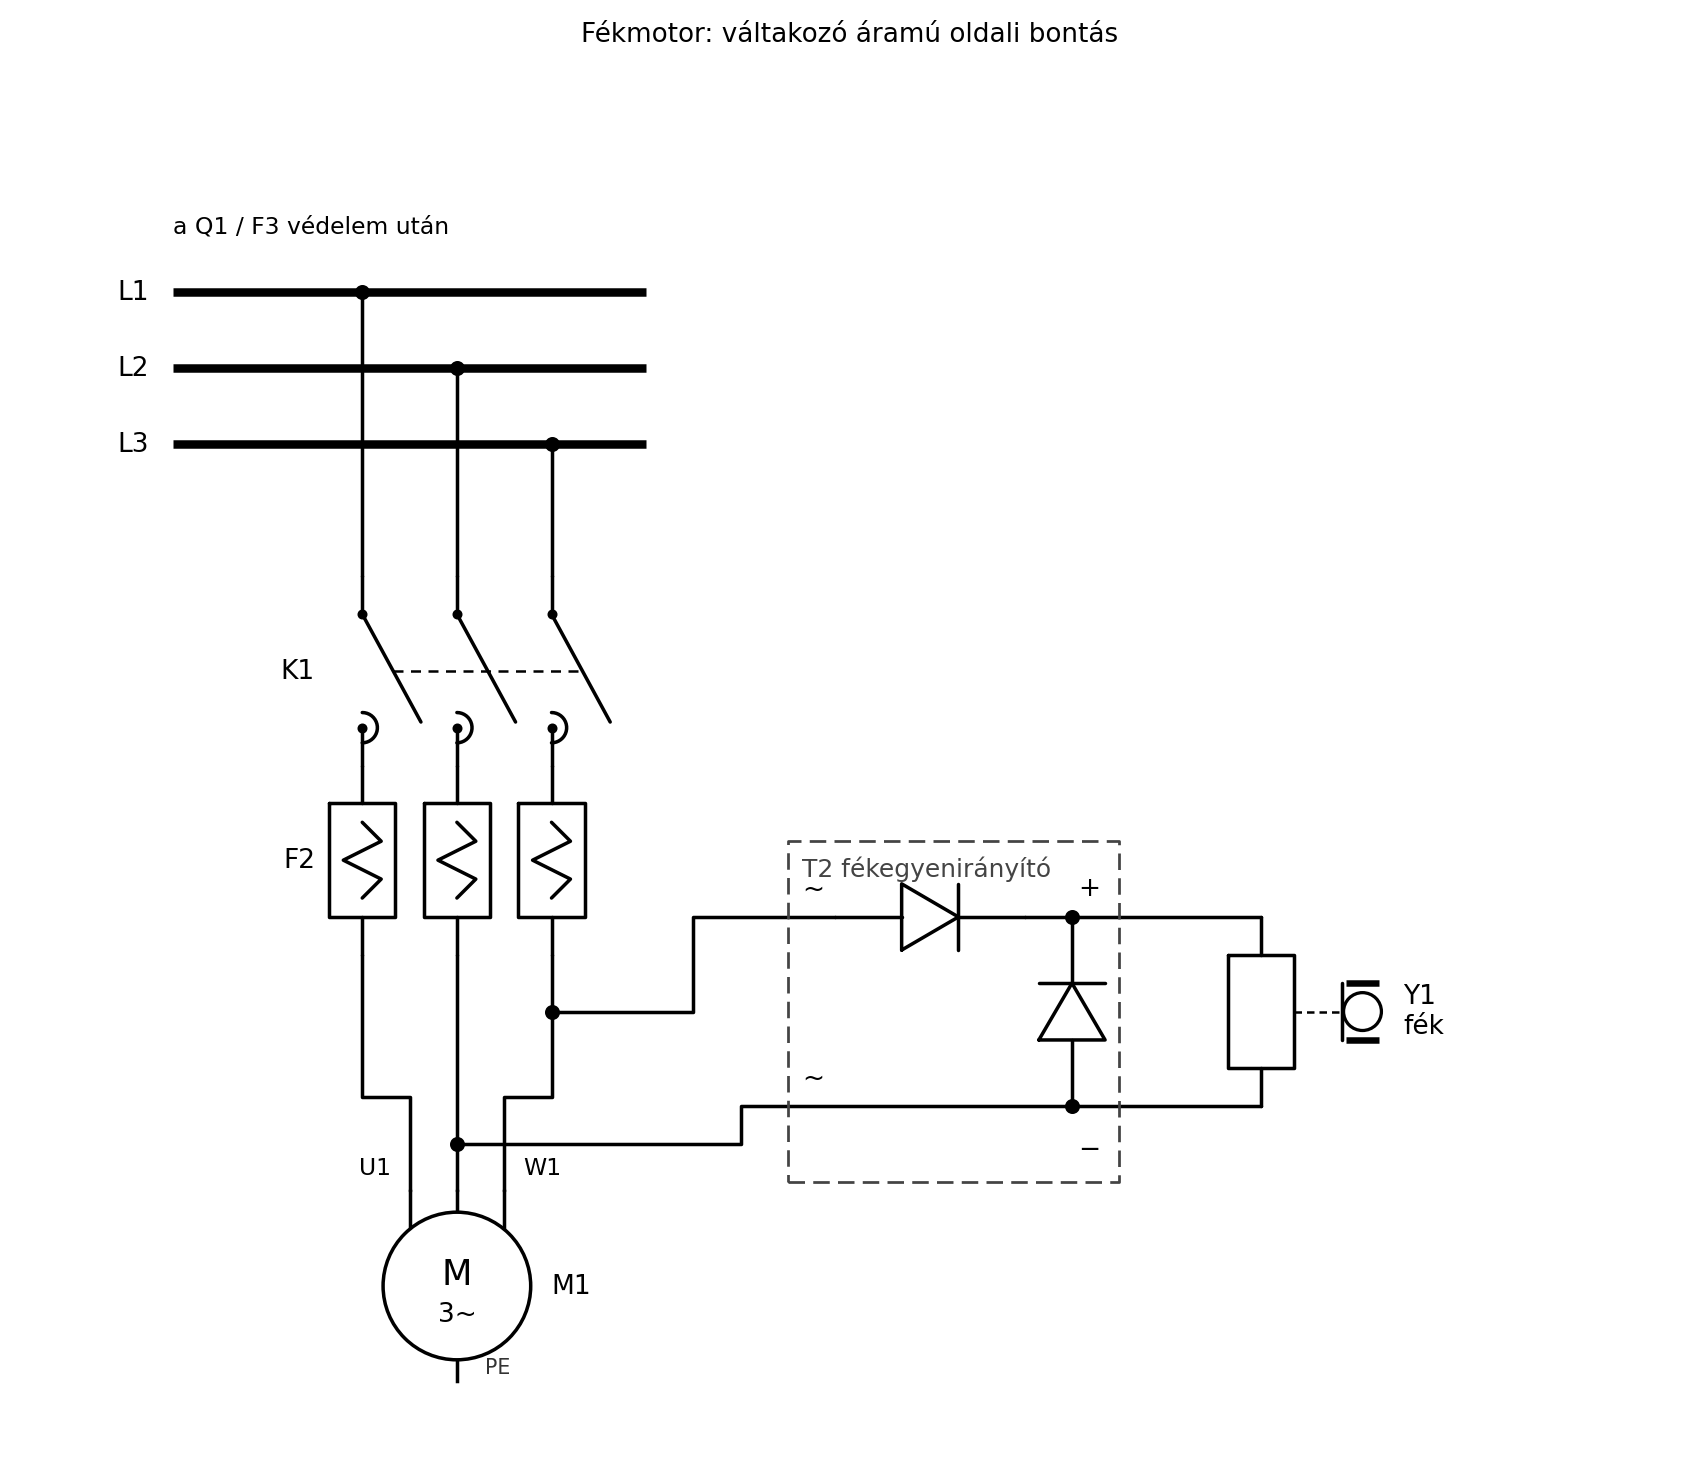 Fékmotor: váltakozó áramú oldali bontás
a Q1 / F3 védelem után
L1
L2
L3
K1
F2
T2 fékegyenirányító
~
+
Y1
fék
~
−
U1
W1
M
3~
M1
PE